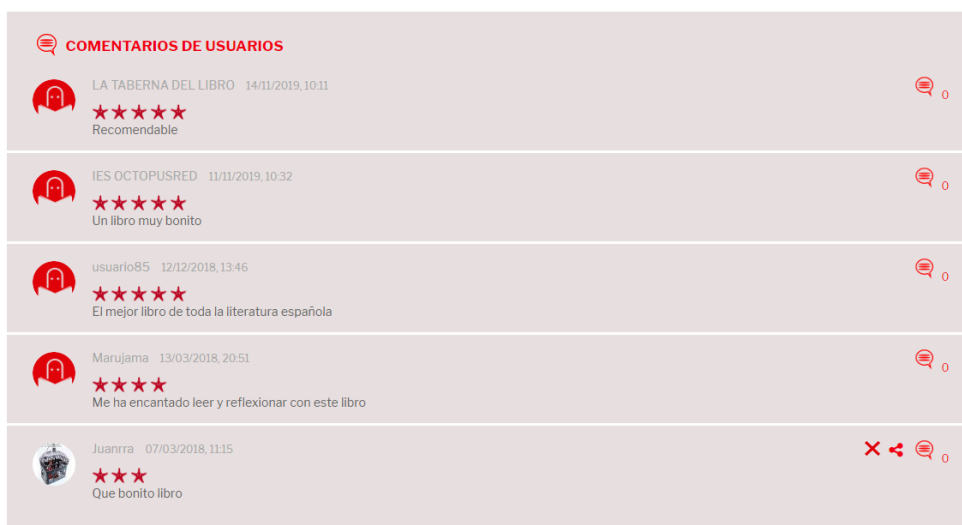 COMENTARIOS DE USUARIOS
LA TABERNA DEL LIBRO 14/11/2019, 10:11
0
Recomendable
IES OCTOPUSRED 11/11/2019, 10:32
0
Un libro muy bonito
usuario85 12/12/2018, 13:46
0
El mejor libro de toda la literatura española
Marujama 13/03/2018, 20:51
0
Me ha encantado leer y reflexionar con este libro
Juanrra 07/03/2018, 11:15
0
Que bonito libro